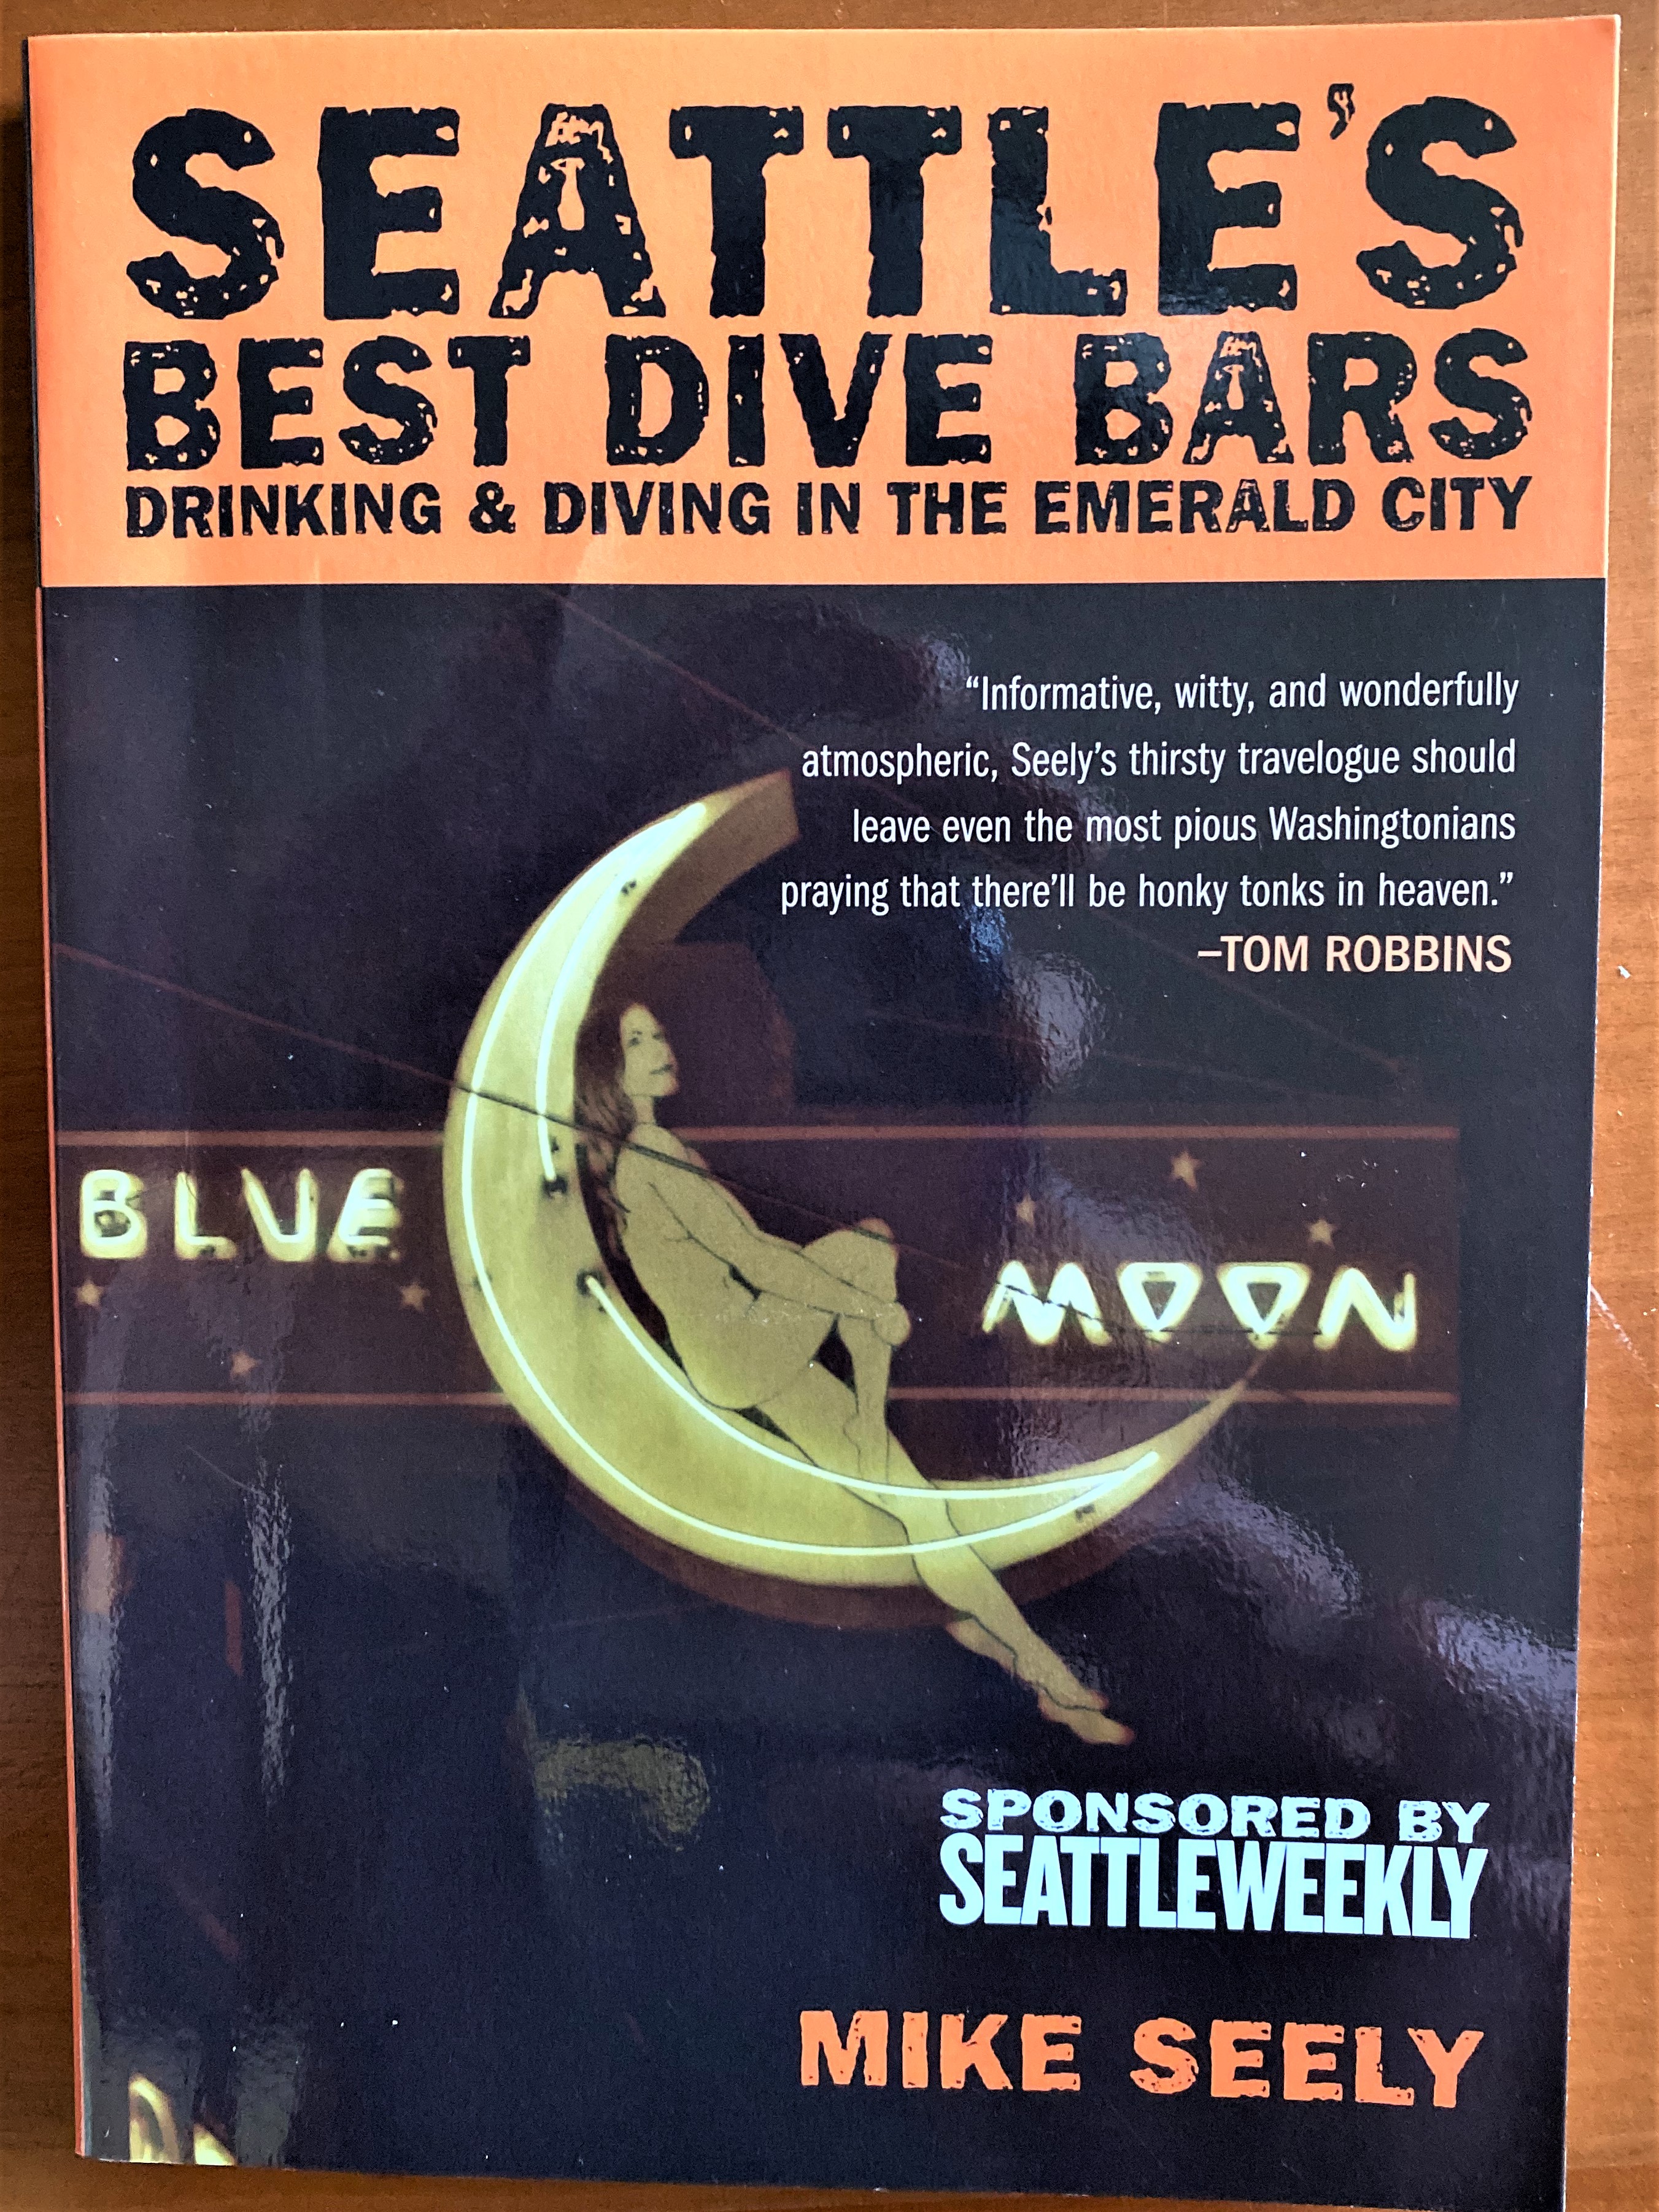 SEATTLE'S
BEST DIVE BARS
DRINKING & DIVING IN THE EMERALD CITY
“Informative, witty, and wonderfully
atmospheric, Seely’s thirsty travelogue should
leave even the most pious Washingtonians
praying that there’ll be honky tonks in heaven.”
–TOM ROBBINS
BLUE
MOON
SPONSORED BY
SEATTLEWEEKLY
MIKE SEELY